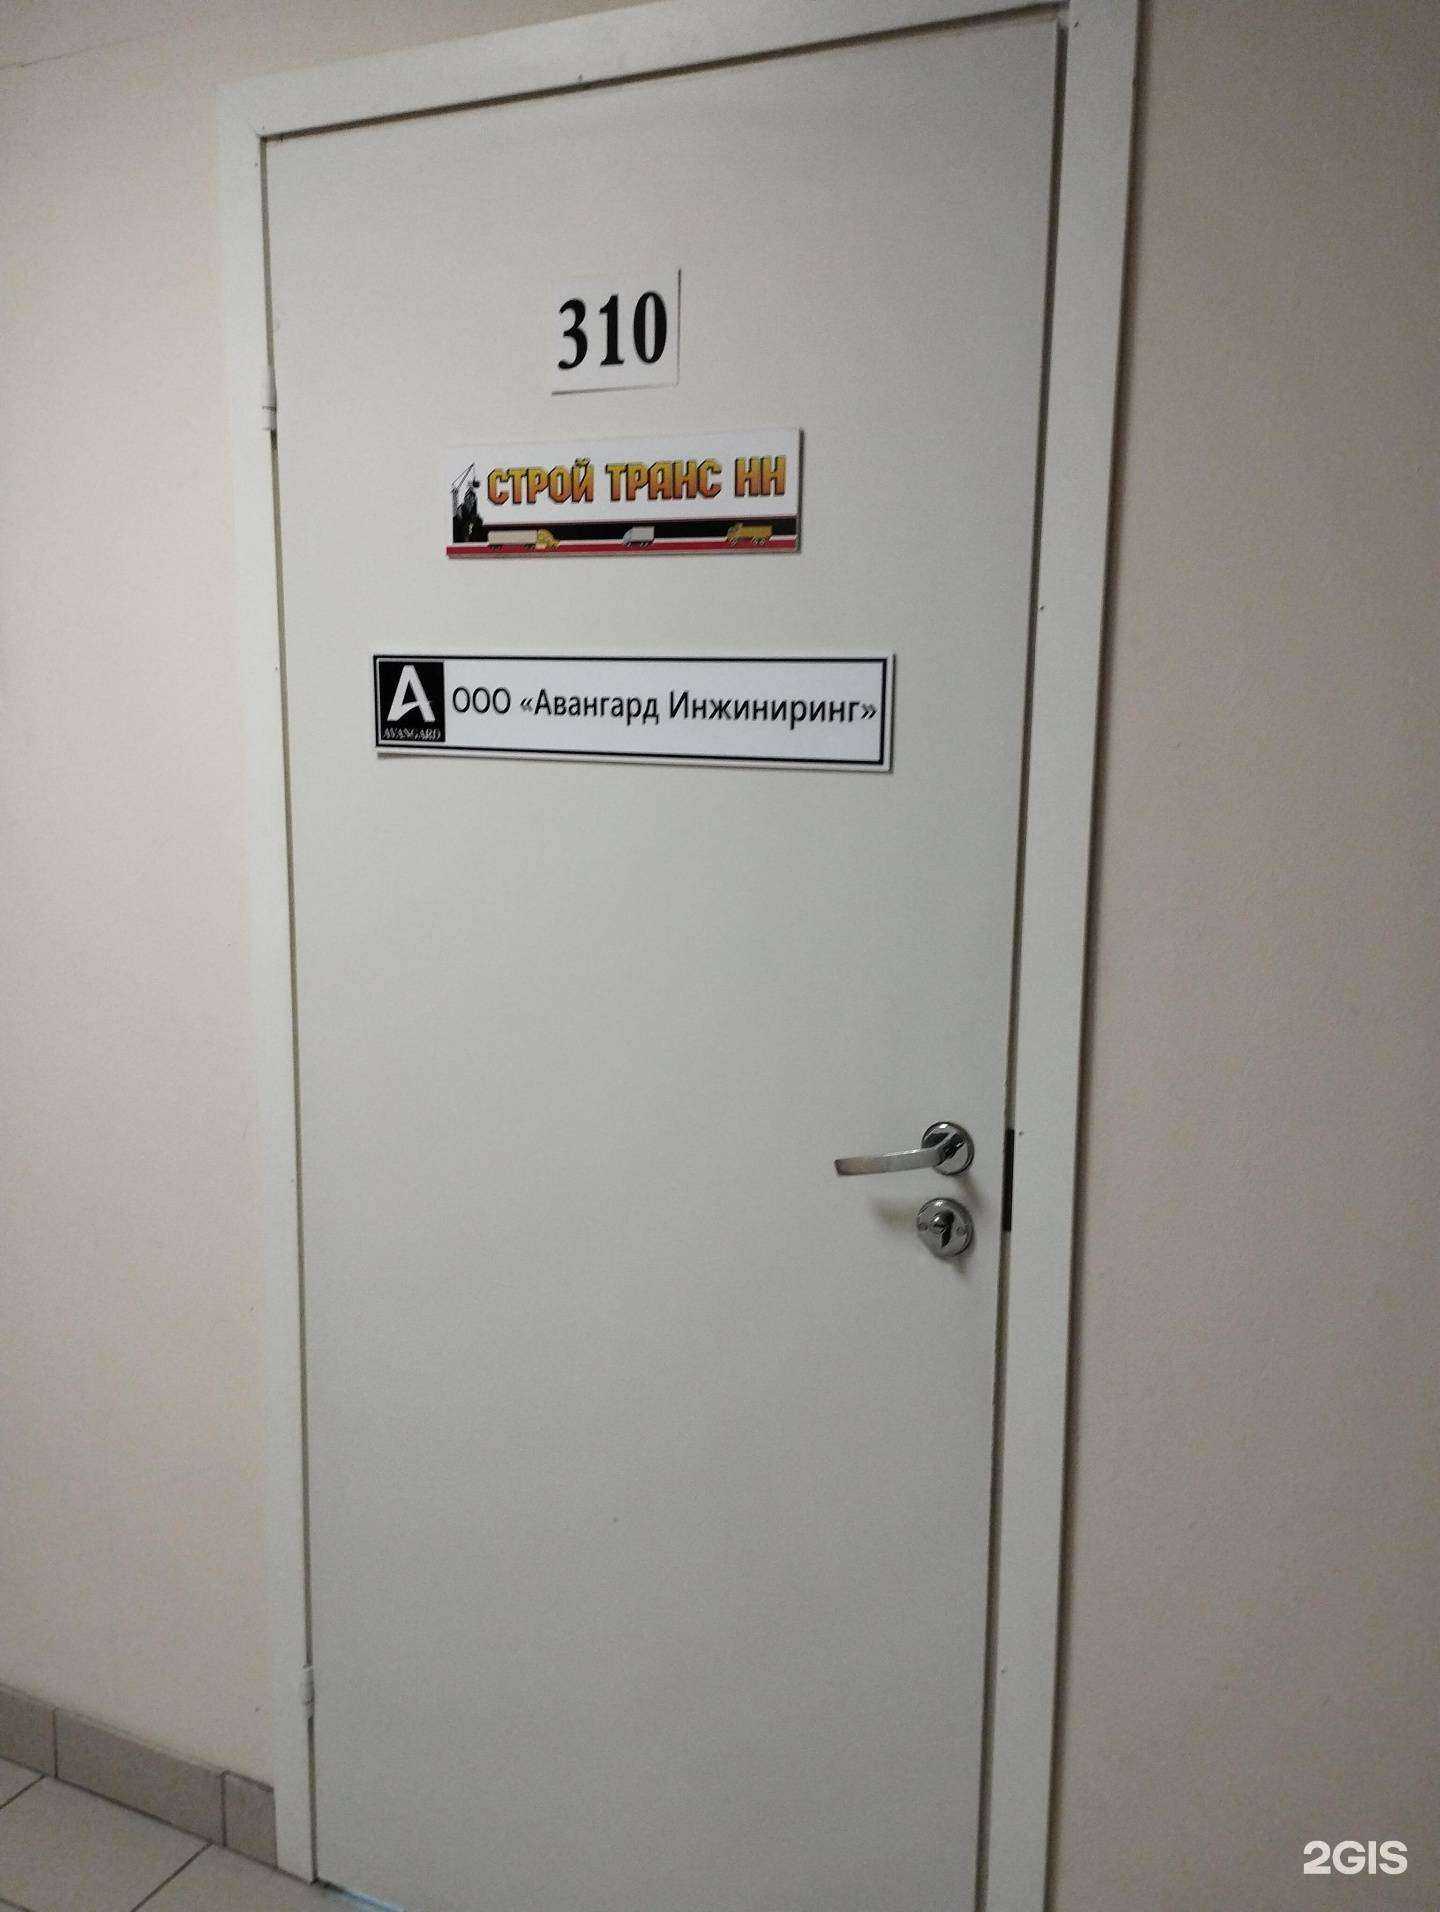 310
СТРОЙ ТРАНС НН
A
AVANGARD
ООО «Авангард Инжиниринг»
2GIS